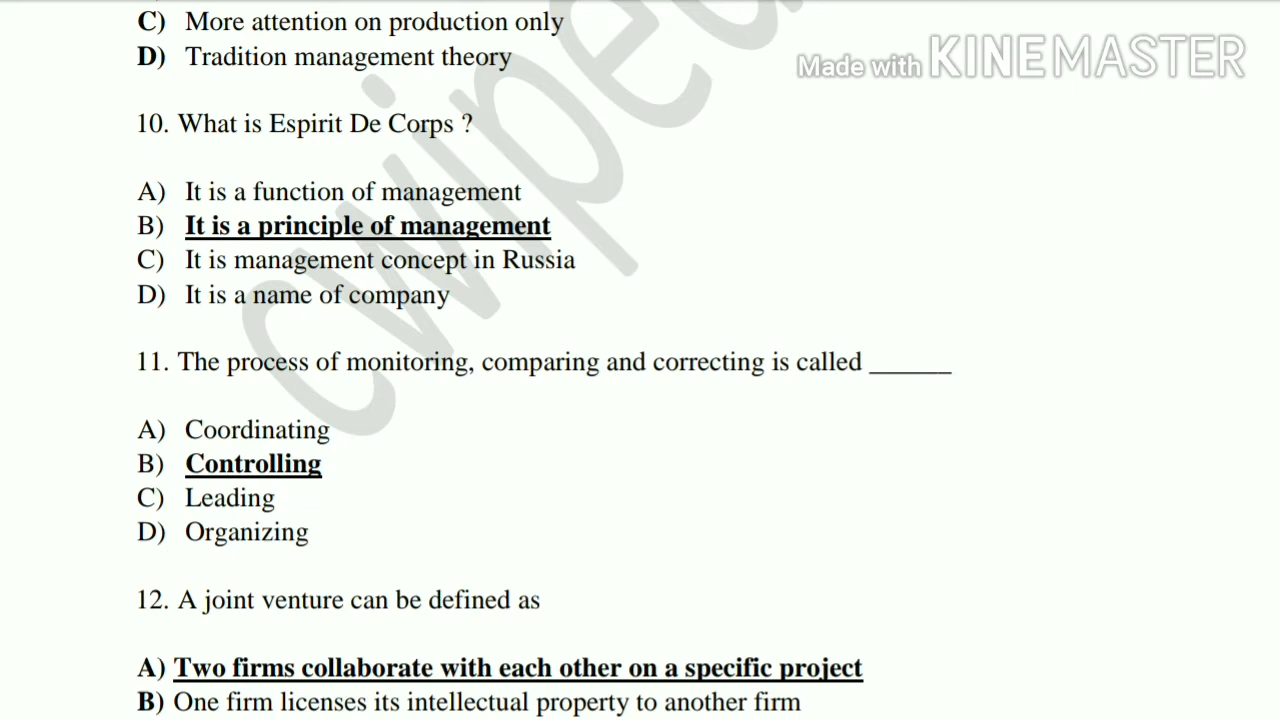 C) More attention on production only
D) Tradition management theory
Made with KINEMASTER
10. What is Espirit De Corps ?
A) It is a function of management
B) It is a principle of management
C) It is management concept in Russia
D) It is a name of company
11. The process of monitoring, comparing and correcting is called ______
A) Coordinating
B) Controlling
C) Leading
D) Organizing
12. A joint venture can be defined as
A) Two firms collaborate with each other on a specific project
B) One firm licenses its intellectual property to another firm